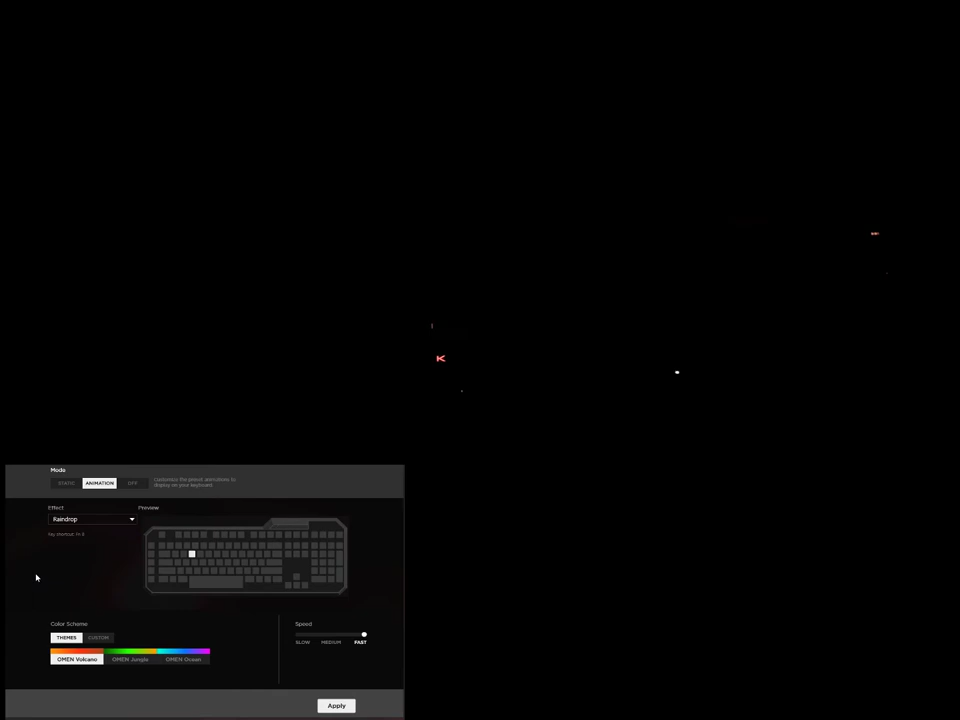 K
Mode
STATIC ANIMATION OFF
Customize the preset animations to
display on your keyboard.
Effect Preview
Raindrop
Color Scheme Speed
THEMES CUSTOM
SLOW MEDIUM FAST
OMEN Volcano OMEN Jungle OMEN Ocean
Apply